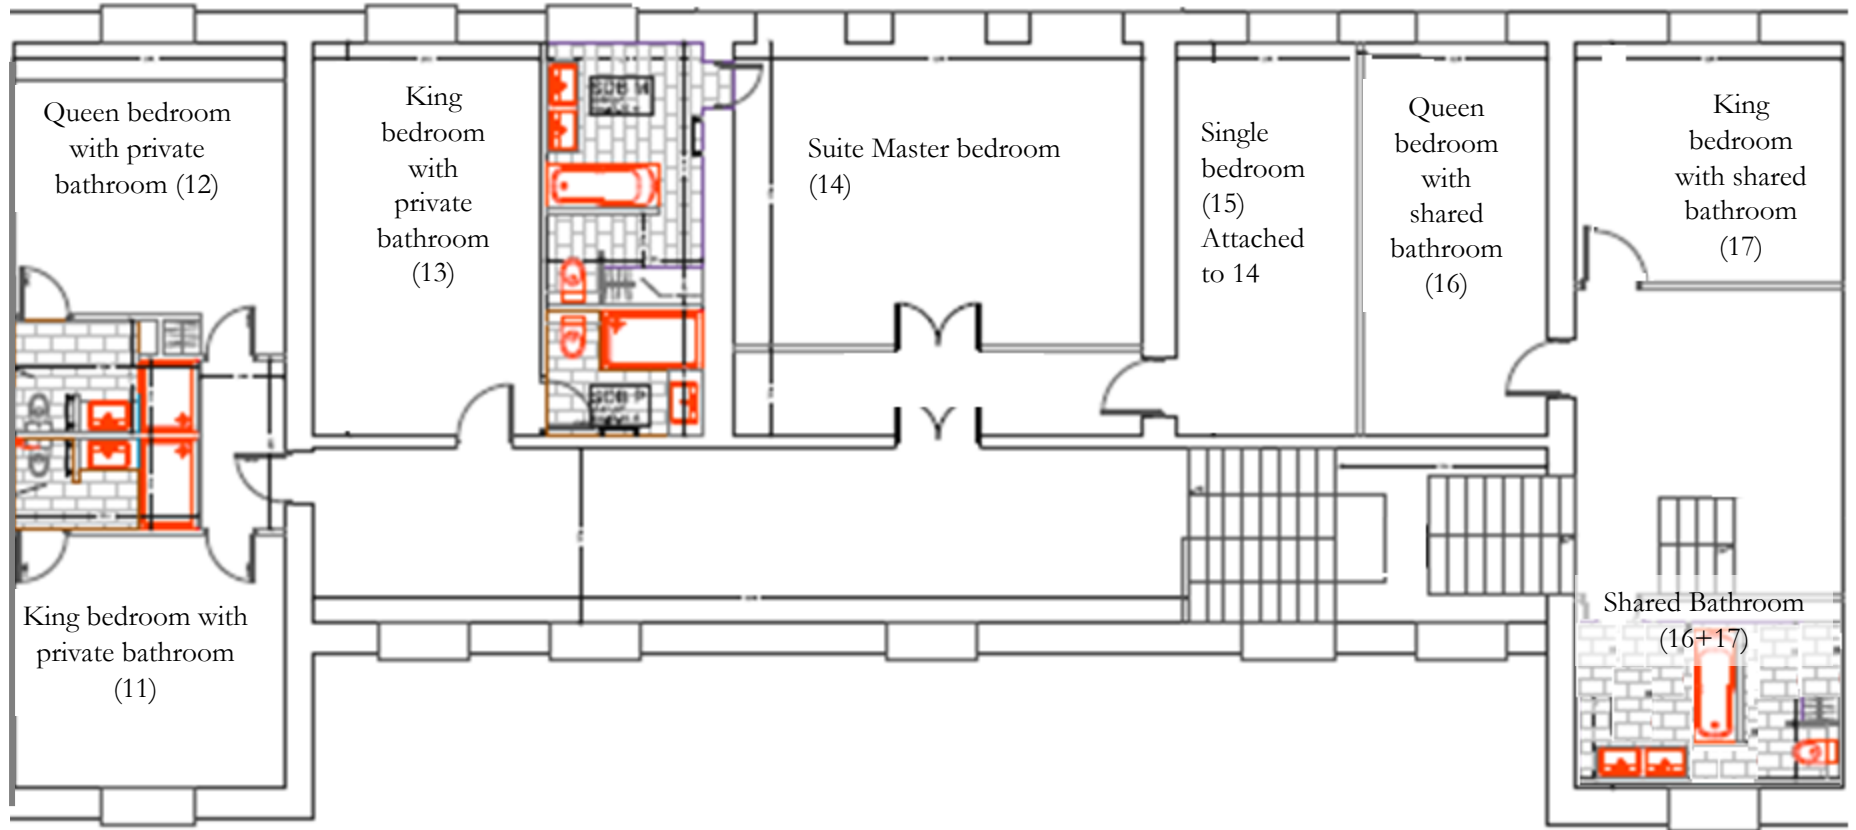 Queen bedroom
with private
bathroom (12)
King
bedroom
with
private
bathroom
(13)
SDB M
Suite Master bedroom
(14)
Single
bedroom
(15)
Attached
to 14
Queen
bedroom
with
shared
bathroom
(16)
King
bedroom
with shared
bathroom
(17)
SDB P
King bedroom with
private bathroom
(11)
Shared Bathroom
(16+17)